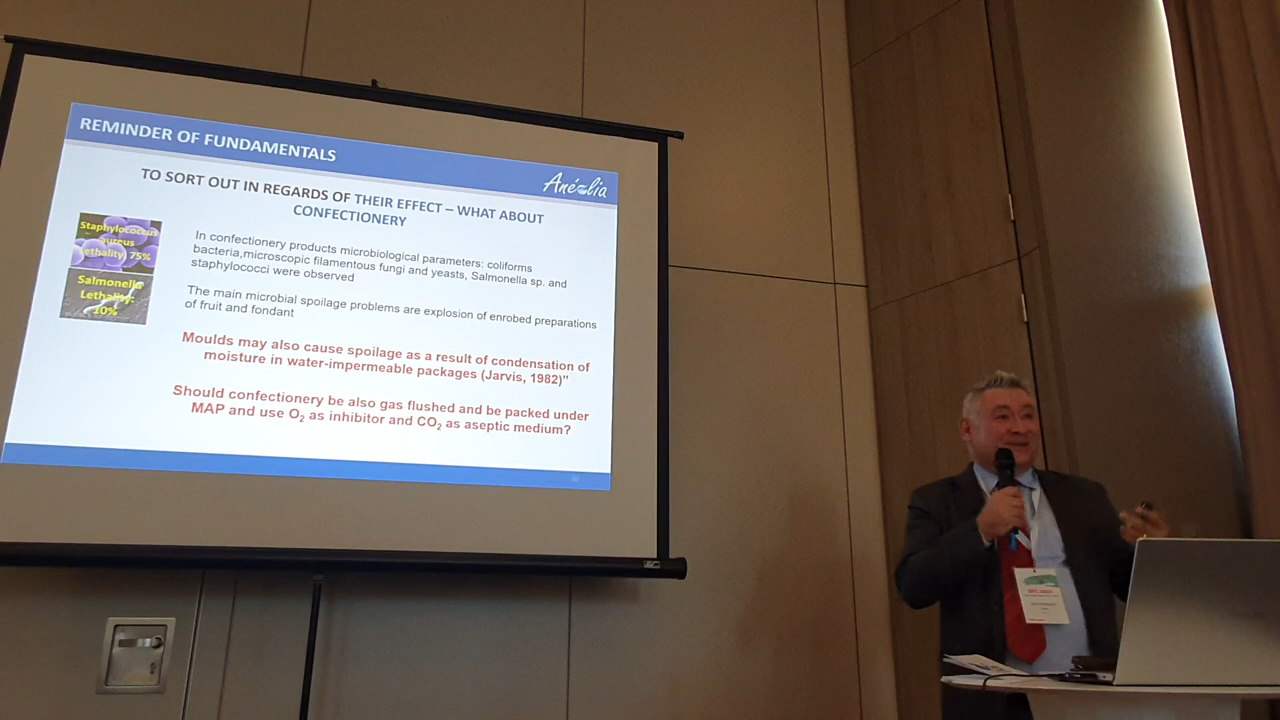 REMINDER OF FUNDAMENTALS
Anéolia
TO SORT OUT IN REGARDS OF THEIR EFFECT – WHAT ABOUT
CONFECTIONERY
Staphylococcus
aureus
Lethality: 75%
Salmonella
Lethality:
10%
In confectionery products microbiological parameters: coliforms
bacteria,microscopic filamentous fungi and yeasts, Salmonella sp. and
staphylococci were observed
The main microbial spoilage problems are explosion of enrobed preparations
of fruit and fondant
Moulds may also cause spoilage as a result of condensation of
moisture in water-impermeable packages (Jarvis, 1982)"
Should confectionery be also gas flushed and be packed under
MAP and use O₂ as inhibitor and CO₂ as aseptic medium?